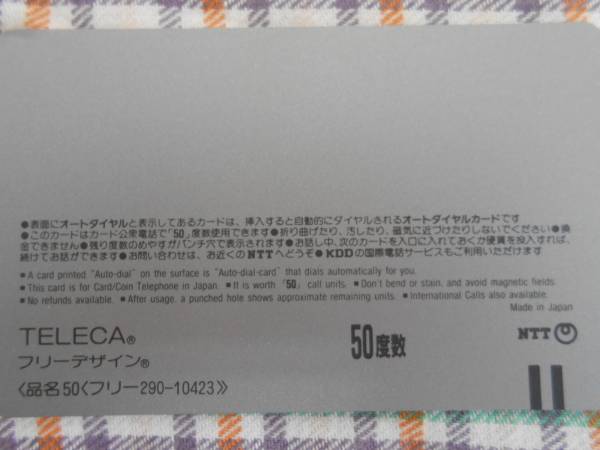 ●表面にオートダイヤルと表示してあるカードは、挿入すると自動的にダイヤルされるオートダイヤルカードです
●このカードはカード公衆電話で「50」度数使用できます●折り曲げたり、汚したり、磁気に近づけたりしないでください●換
金できません●残り度数のめやすがパンチ穴で表示されます●お話し中、次のカードを入口に入れておくか硬貨を投入すれば、
続けてお話ができます●お問い合わせは、お近くのNTTへどうぞ●KDDの国際電話サービスもご利用いただけます
■ A card printed "Auto-dial" on the surface is "Auto-dial-card" that dials automatically for you.
■ This card is for Card/Coin Telephone in Japan. ■ It is worth「50」call units. ■ Don't bend or stain, and avoid magnetic fields.
■ No refunds available. ■ After usage, a punched hole shows approximate remaining units. ■ International Calls also available.
Made in Japan
TELECA®
50度数
NTT
フリーデザイン®
〈品名50〈フリー290-10423》